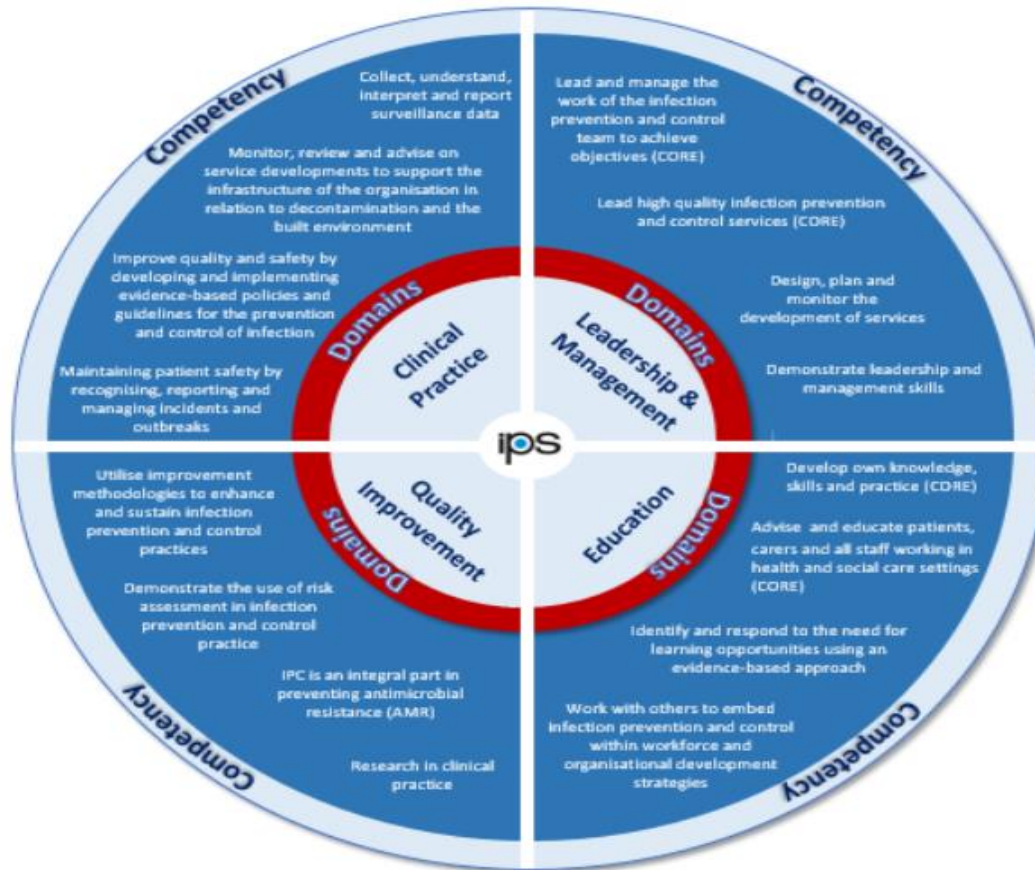 Competency
Collect, understand,
interpret and report
surveillance data
Monitor, review and advise on
service developments to support the
infrastructure of the organisation in
relation to decontamination and the
built environment
Improve quality and safety by
developing and implementing
evidence-based policies and
guidelines for the prevention
and control of infection
Maintaining patient safety by
recognising, reporting and
managing incidents and
outbreaks
Domains
Clinical
Practice
Competency
Lead and manage the
work of the infection
prevention and control
team to achieve
objectives (CORE)
Lead high quality infection prevention
and control services (CORE)
Design, plan and
monitor the
development of services
Demonstrate leadership and
management skills
Domains
Leadership &
Management
ips
Utilise improvement
methodologies to enhance
and sustain infection
prevention and control
practices
Demonstrate the use of risk
assessment in infection
prevention and control
practice
IPC is an integral part in
preventing antimicrobial
resistance (AMR)
Research in clinical
practice
Domains
Quality
Improvement
Competency
Develop own knowledge,
skills and practice (CORE)
Advise and educate patients,
carers and all staff working in
health and social care settings
(CORE)
Identify and respond to the need for
learning opportunities using an
evidence-based approach
Work with others to embed
infection prevention and control
within workforce and
organisational development
strategies
Domains
Education
Competency